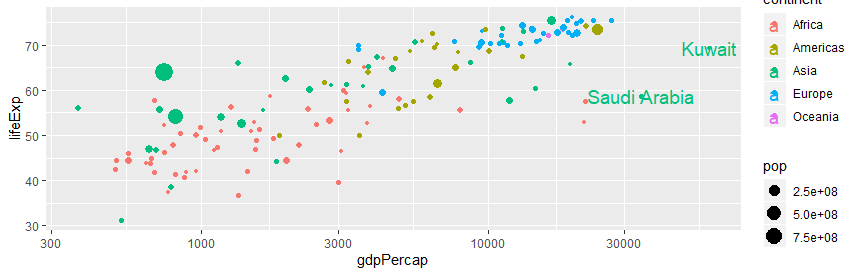 continent
Africa
Americas
Asia
Europe
Oceania
pop
2.5e+08
5.0e+08
7.5e+08
lifeExp
70
60
50
40
30
Kuwait
Saudi Arabia
300
1000
3000
10000
30000
gdpPercap